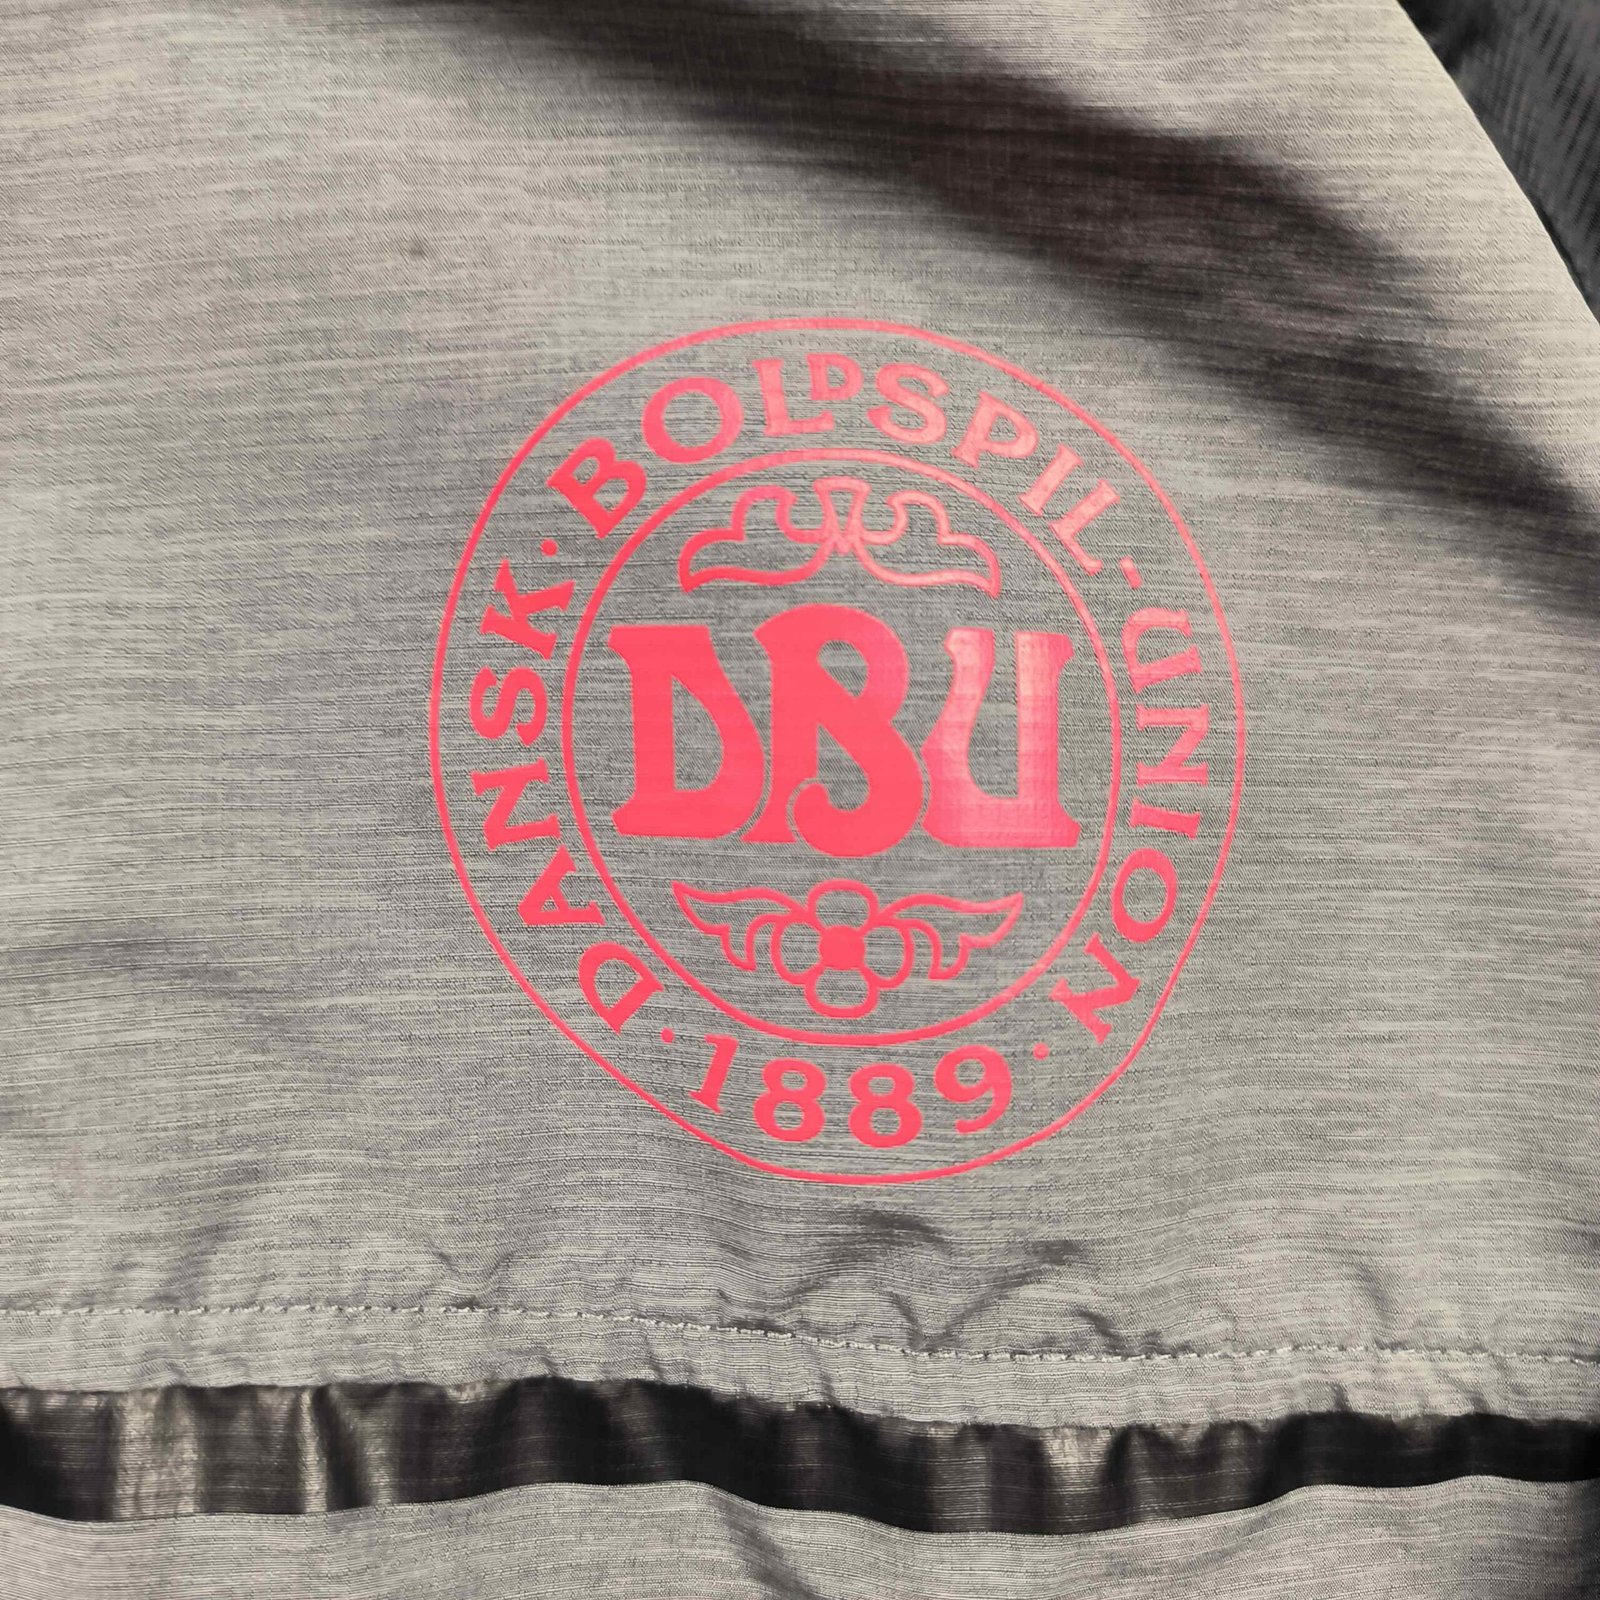 DANSK · BOLDSPIL-UNION
· 1889 ·
DBU